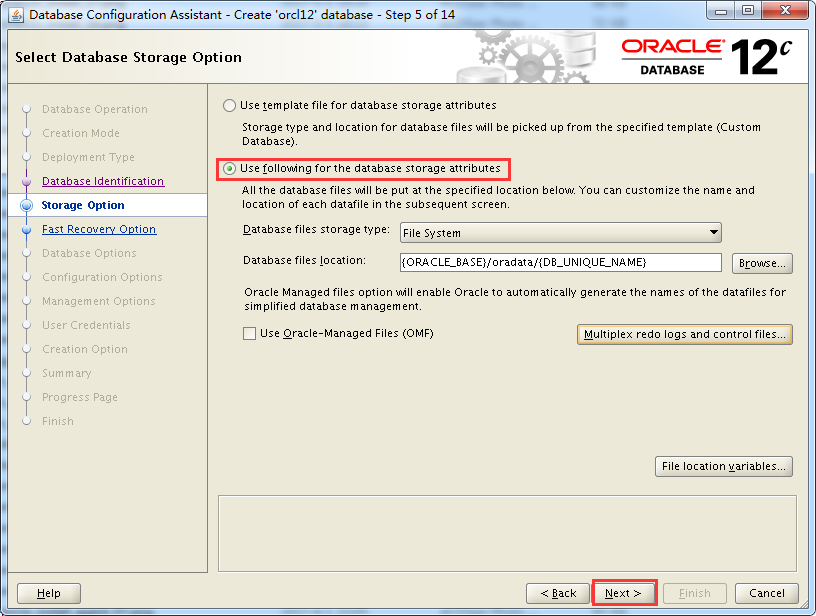 Database Configuration Assistant - Create 'orcl12' database - Step 5 of 14
Select Database Storage Option
ORACLE®
DATABASE
12c
Database Operation
Creation Mode
Deployment Type
Database Identification
Storage Option
Fast Recovery Option
Database Options
Configuration Options
Management Options
User Credentials
Creation Option
Summary
Progress Page
Finish
Use template file for database storage attributes
Storage type and location for database files will be picked up from the specified template (Custom
Database).
Use following for the database storage attributes
All the database files will be put at the specified location below. You can customize the name and
location of each datafile in the subsequent screen.
Database files storage type: File System
Database files location: {ORACLE_BASE}/oradata/{DB_UNIQUE_NAME} Browse...
Oracle Managed files option will enable Oracle to automatically generate the names of the datafiles for
simplified database management.
Use Oracle-Managed Files (OMF) Multiplex redo logs and control files...
File location variables...
Help < Back Next > Finish Cancel